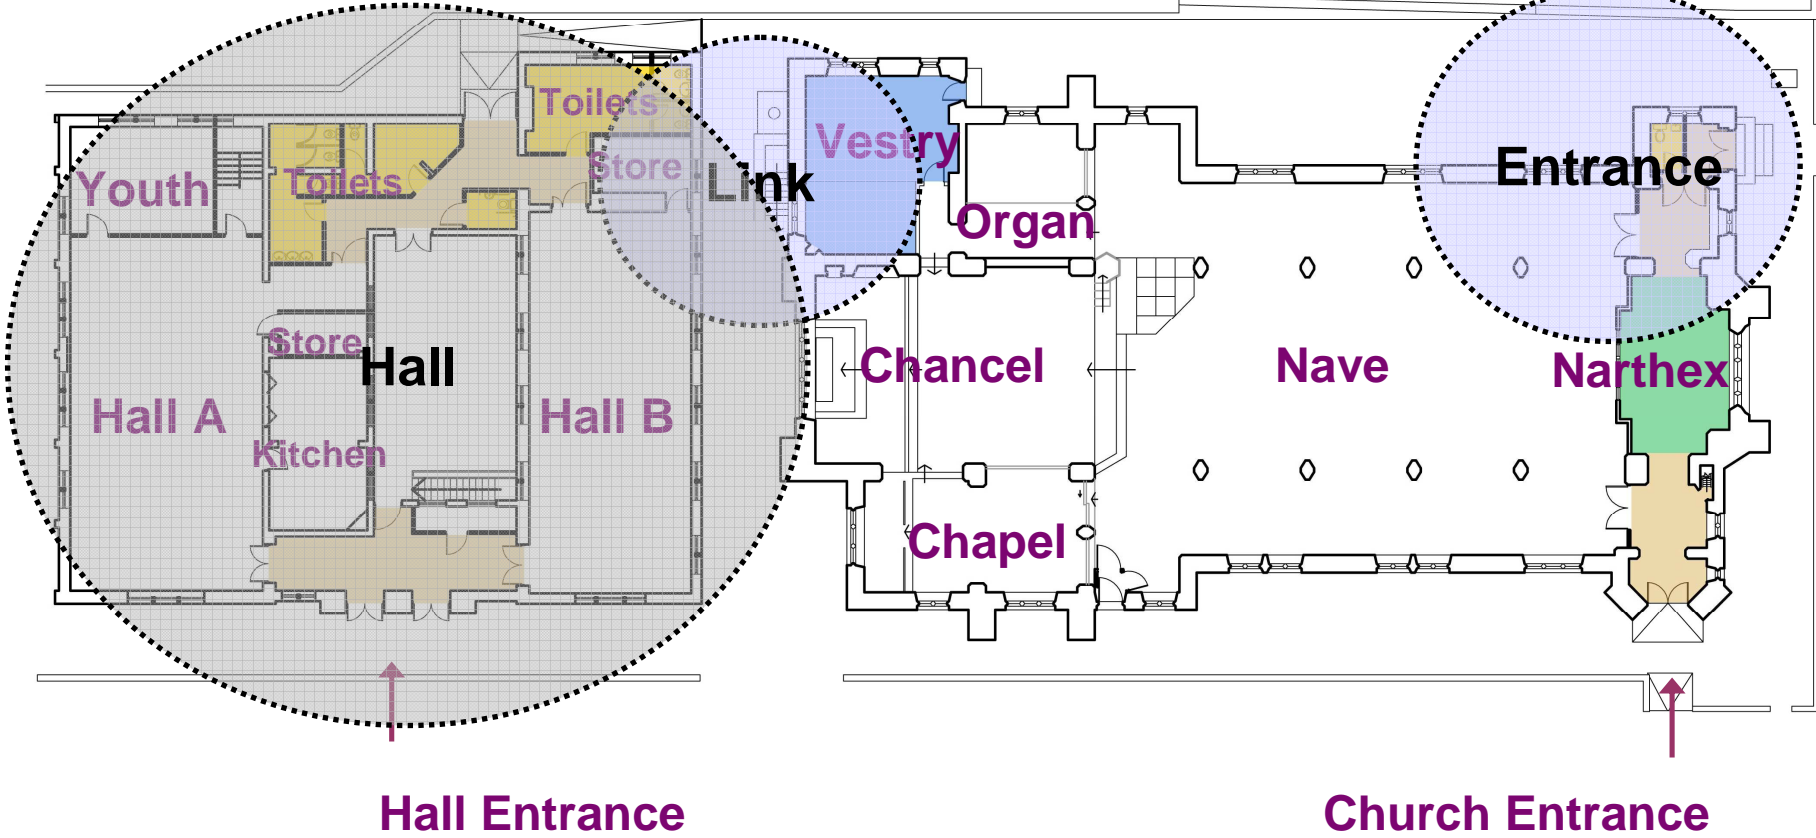 Toilets
Vestry
Store
Link
Entrance
Youth
Toilets
Organ
Store
Hall
Chancel
Nave
Narthex
Hall A
Hall B
Kitchen
Chapel
Hall Entrance
Church Entrance